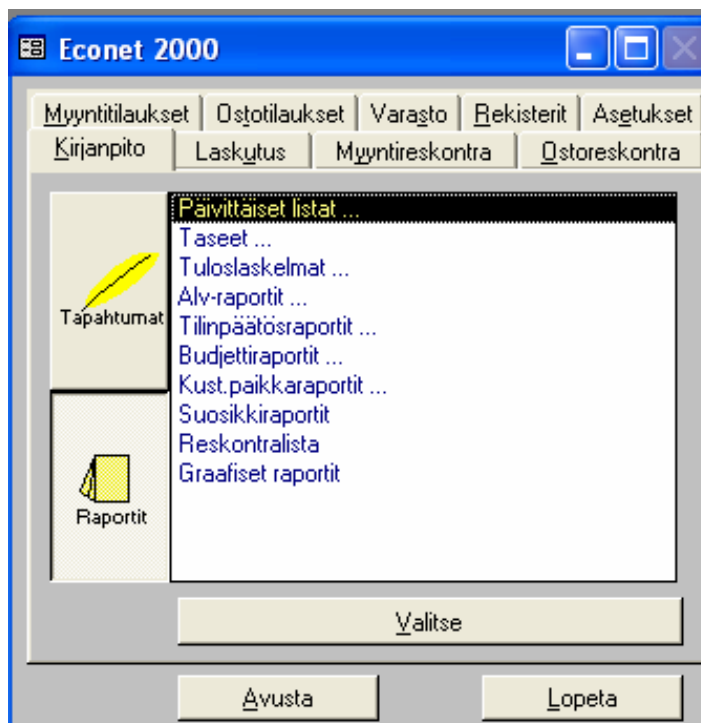 Econet 2000
Myyntitilaukset Ostotilaukset Varasto Rekisterit Asetukset
Kirjanpito Laskutus Myyntireskontra Ostoreskontra
Päivittäiset listat ...
Taseet ...
Tuloslaskelmat ...
Alv-raportit ...
Tilinpäätösraportit ...
Budjettiraportit ...
Kust.paikkaraportit ...
Suosikkiraportit
Reskontralista
Graafiset raportit
Tapahtumat
Raportit
Valitse
Avusta Lopeta